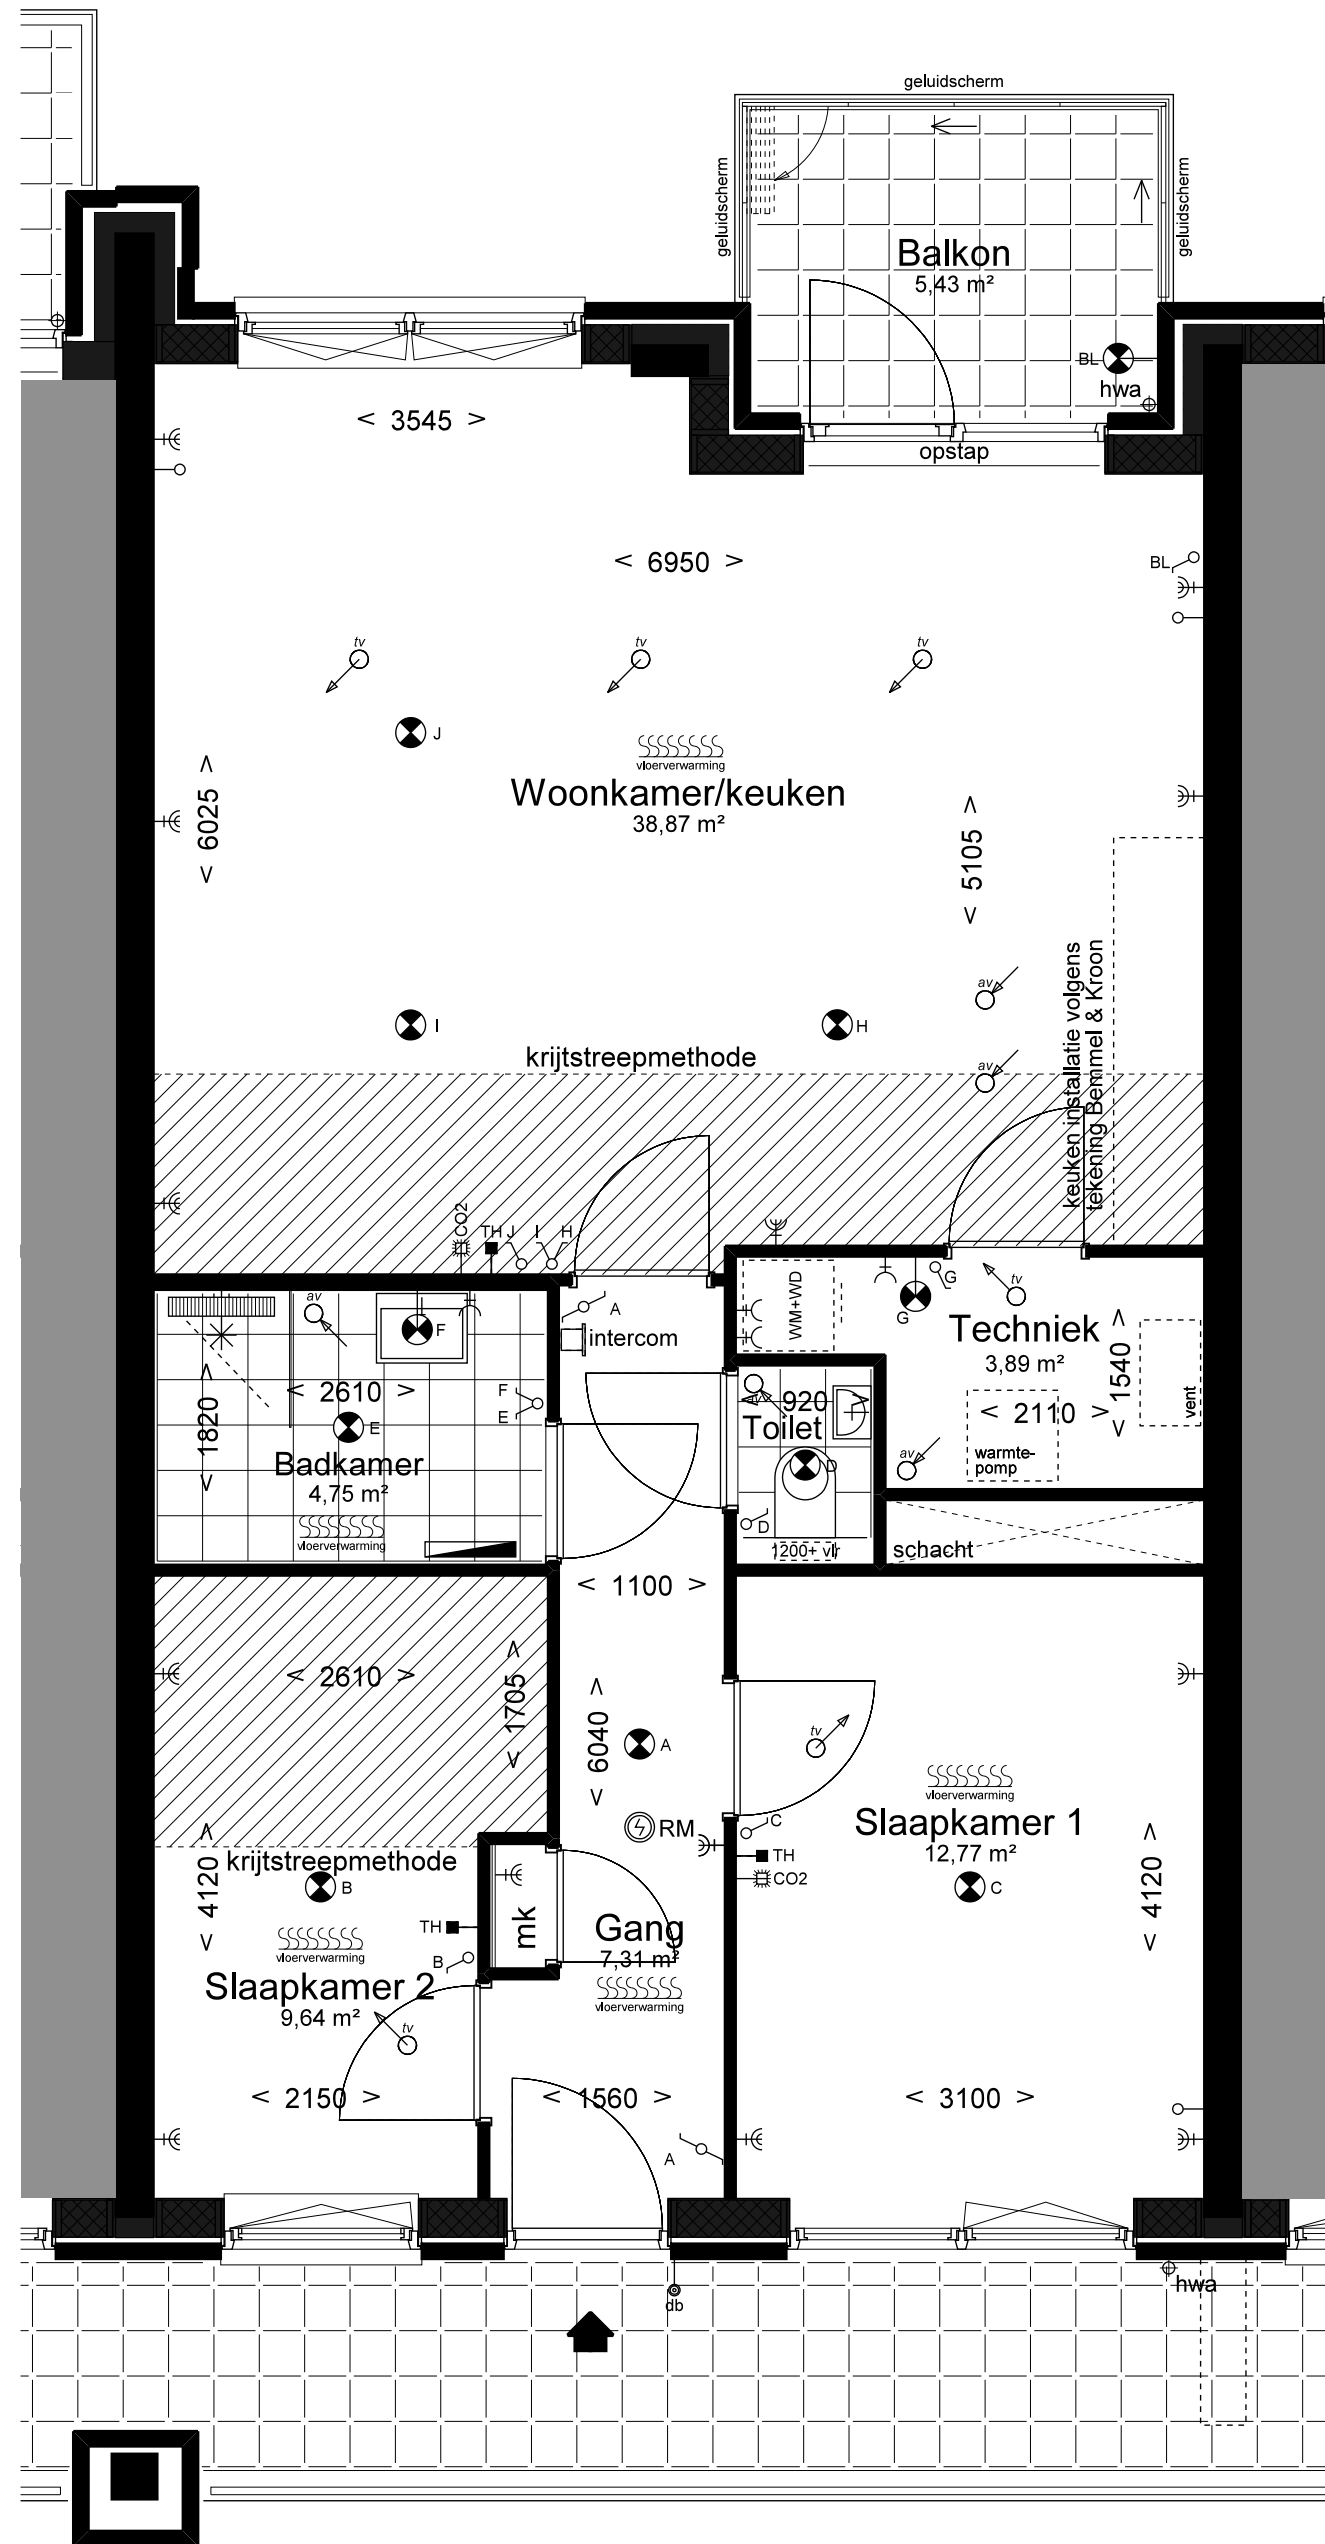 geluidscherm
geluidscherm
geluidscherm
Balkon
5,43 m²
BL
hwa
< 3545 >
opstap
< 6950 >
BL
tv
tv
tv
J
vloerverwarming
Woonkamer/keuken
38,87 m²
< 6025 >
< 5105 >
keuken installatie volgens
tekening Bemmel & Kroon
av
I
H
krijtstreepmethode
av
CO2
TH
J
I
H
A
intercom
WM+WD
G
G
tv
Techniek
3,89 m²
< 1540 >
< 2110 >
vent
warmte-
pomp
av
av
F
< 2610 >
F
E
E
< 1820 >
Badkamer
4,75 m²
vloerverwarming
av
920
Toilet
D
D
1200+ vlr
schacht
< 1100 >
< 2610 >
< 1705 >
< 6040 >
A
tv
RM
C
TH
CO2
vloerverwarming
Slaapkamer 1
12,77 m²
C
< 4120 >
< 4120 >
krijtstreepmethode
B
TH
B
mk
vloerverwarming
Slaapkamer 2
9,64 m²
tv
Gang
7,31 m²
vloerverwarming
< 2150 >
< 1560 >
< 3100 >
A
db
hwa